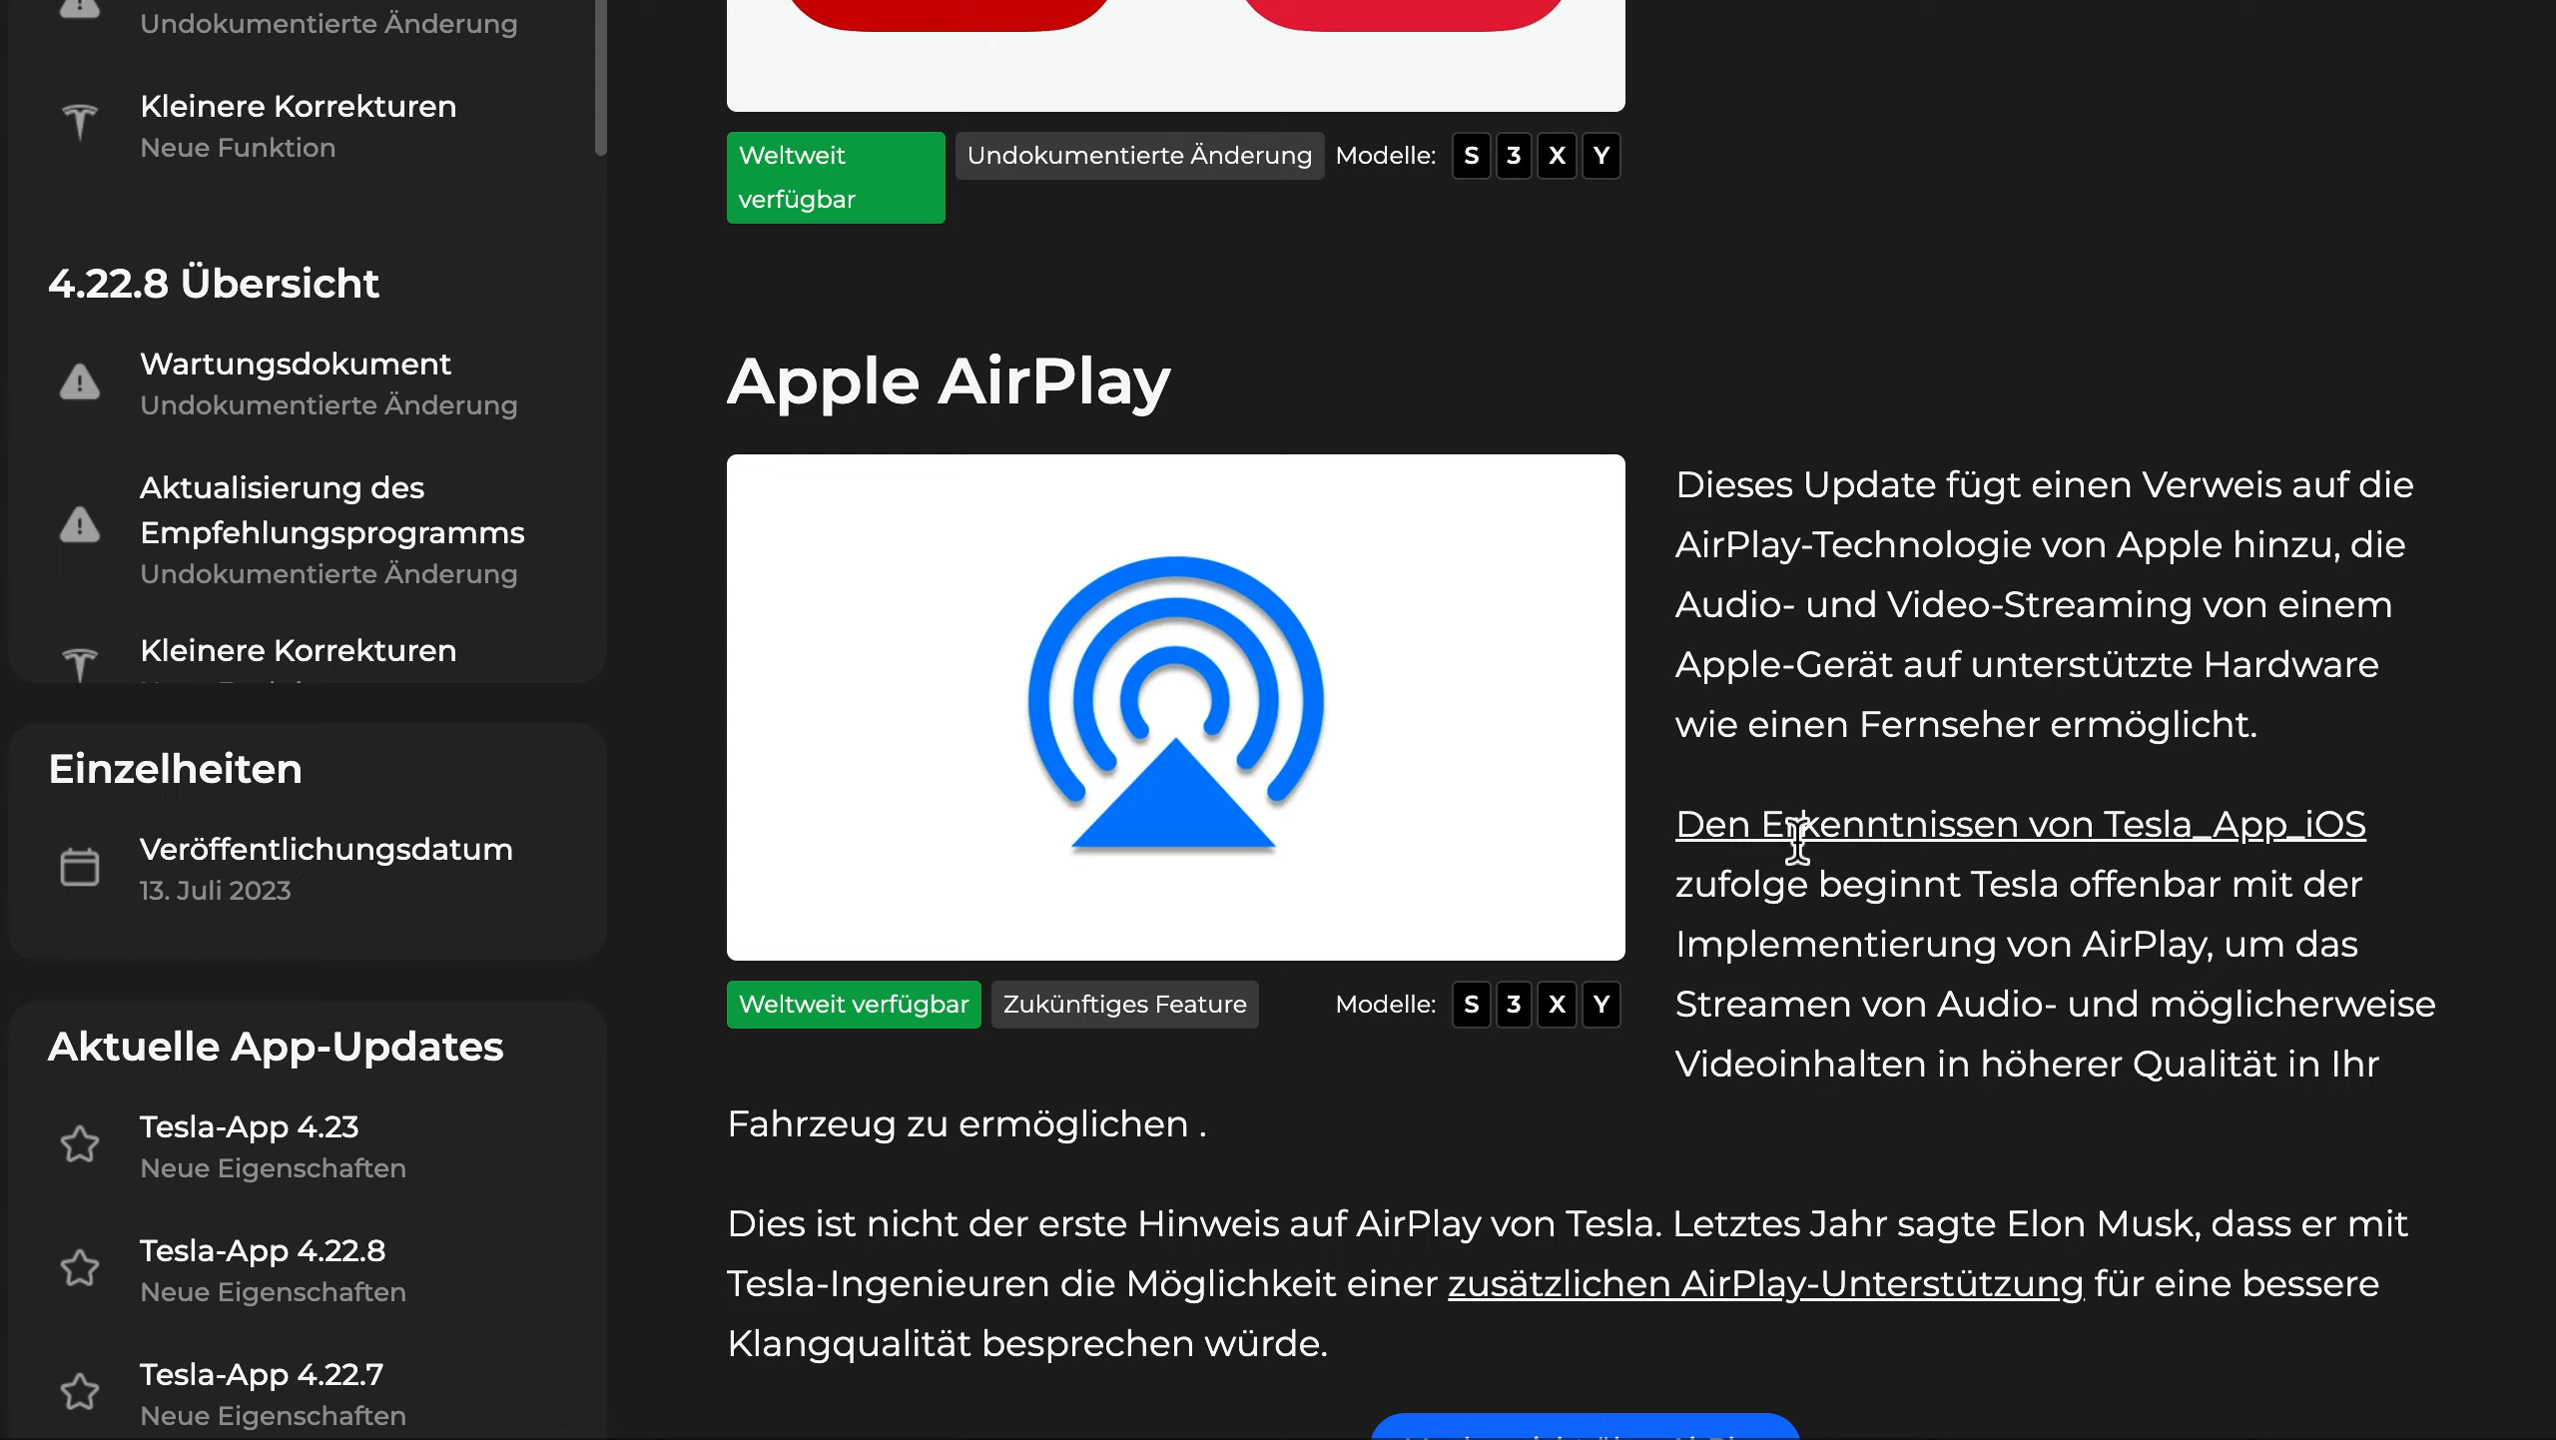 Undokumentierte Änderung
Kleinere Korrekturen
Neue Funktion
4.22.8 Übersicht
Wartungsdokument
Undokumentierte Änderung
Aktualisierung des
Empfehlungsprogramms
Undokumentierte Änderung
Kleinere Korrekturen
Einzelheiten
Veröffentlichungsdatum
13. Juli 2023
Aktuelle App-Updates
Tesla-App 4.23
Neue Eigenschaften
Tesla-App 4.22.8
Neue Eigenschaften
Tesla-App 4.22.7
Neue Eigenschaften
Weltweit
verfügbar
Undokumentierte Änderung Modelle: S 3 X Y
Apple AirPlay
Dieses Update fügt einen Verweis auf die
AirPlay-Technologie von Apple hinzu, die
Audio- und Video-Streaming von einem
Apple-Gerät auf unterstützte Hardware
wie einen Fernseher ermöglicht.
Den Erkenntnissen von Tesla_App_iOS
zufolge beginnt Tesla offenbar mit der
Implementierung von AirPlay, um das
Streamen von Audio- und möglicherweise
Videoinhalten in höherer Qualität in Ihr
Weltweit verfügbar Zukünftiges Feature Modelle: S 3 X Y
Fahrzeug zu ermöglichen .
Dies ist nicht der erste Hinweis auf AirPlay von Tesla. Letztes Jahr sagte Elon Musk, dass er mit
Tesla-Ingenieuren die Möglichkeit einer zusätzlichen AirPlay-Unterstützung für eine bessere
Klangqualität besprechen würde.